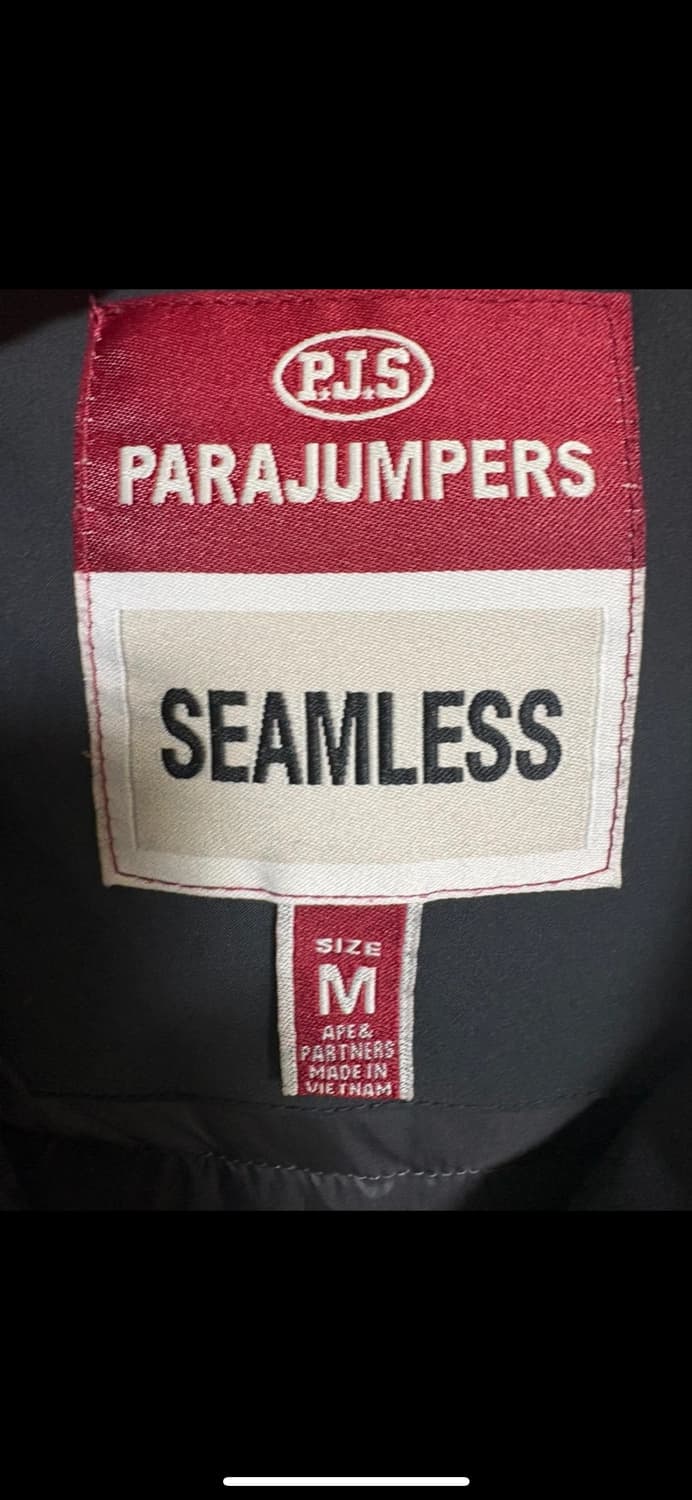 P.J.S
PARAJUMPERS
SEAMLESS
SIZE
M
APE&
PARTNERS
MADE IN
VIETNAM